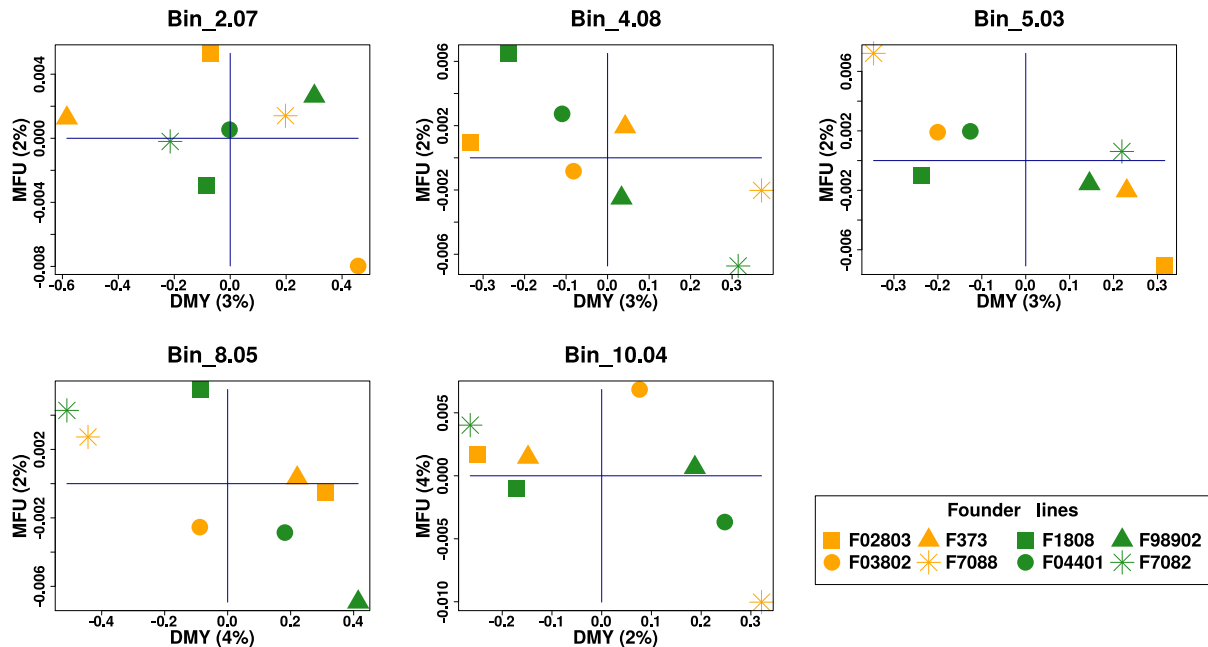 Bin_2.07
MFU (2%)
0.004
0.000
-0.004
-0.008
-0.6 -0.4 -0.2 0.0 0.2 0.4
DMY (3%)
Bin_4.08
MFU (2%)
0.006
0.002
-0.002
-0.006
-0.3 -0.2 -0.1 0.0 0.1 0.2 0.3
DMY (3%)
Bin_5.03
MFU (2%)
0.006
0.002
-0.002
-0.006
-0.3 -0.2 -0.1 0.0 0.1 0.2 0.3
DMY (3%)
Bin_8.05
MFU (2%)
0.002
-0.002
-0.006
-0.4 -0.2 0.0 0.2 0.4
DMY (4%)
Bin_10.04
MFU (4%)
0.005
0.000
-0.005
-0.010
-0.2 -0.1 0.0 0.1 0.2 0.3
DMY (2%)
Founder lines
F02803 F373 F1808 F98902
F03802 F7088 F04401 F7082